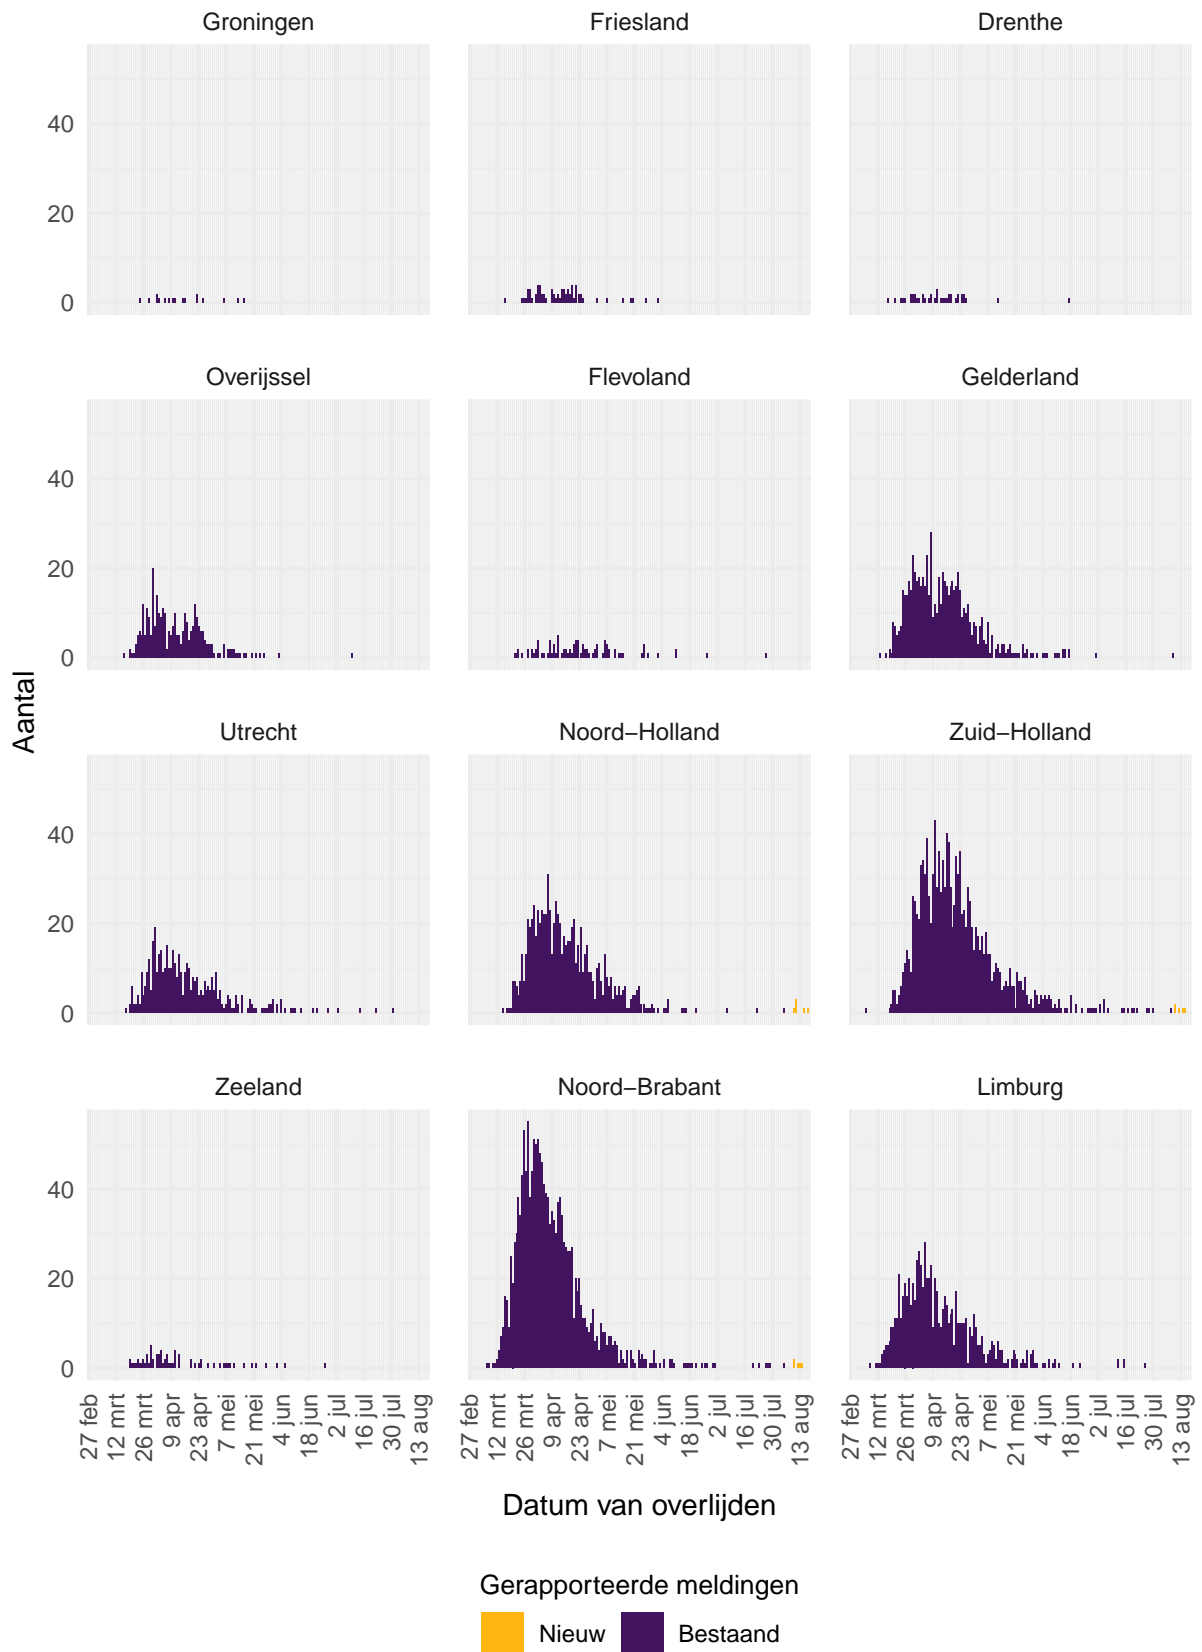 Groningen Friesland Drenthe
40
20
0
Overijssel Flevoland Gelderland
40
20
0
Aantal
Utrecht Noord−Holland Zuid−Holland
40
20
0
Zeeland Noord−Brabant Limburg
40
20
0
27 feb 12 mrt 26 mrt 9 apr 23 apr 7 mei 21 mei 4 jun 18 jun 2 jul 16 jul 30 jul 13 aug 27 feb 12 mrt 26 mrt 9 apr 23 apr 7 mei 21 mei 4 jun 18 jun 2 jul 16 jul 30 jul 13 aug 27 feb 12 mrt 26 mrt 9 apr 23 apr 7 mei 21 mei 4 jun 18 jun 2 jul 16 jul 30 jul 13 aug
Datum van overlijden
Gerapporteerde meldingen
Nieuw Bestaand